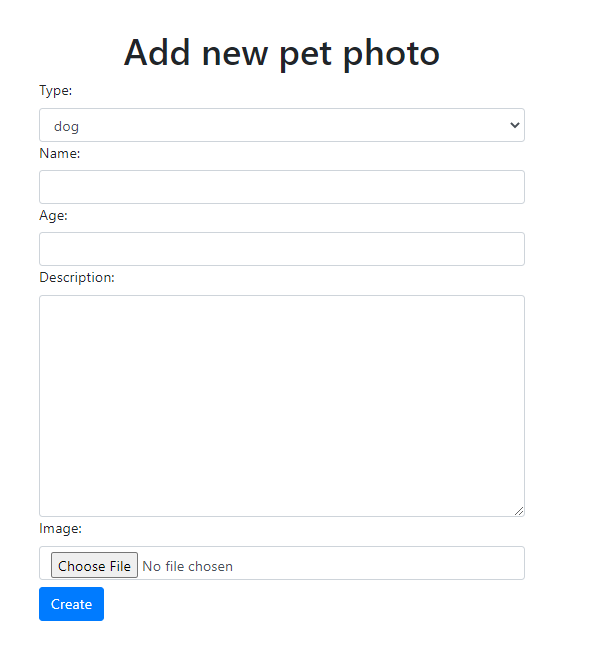 Add new pet photo
Type:
dog
Name:
Age:
Description:
Image:
Choose File No file chosen
Create